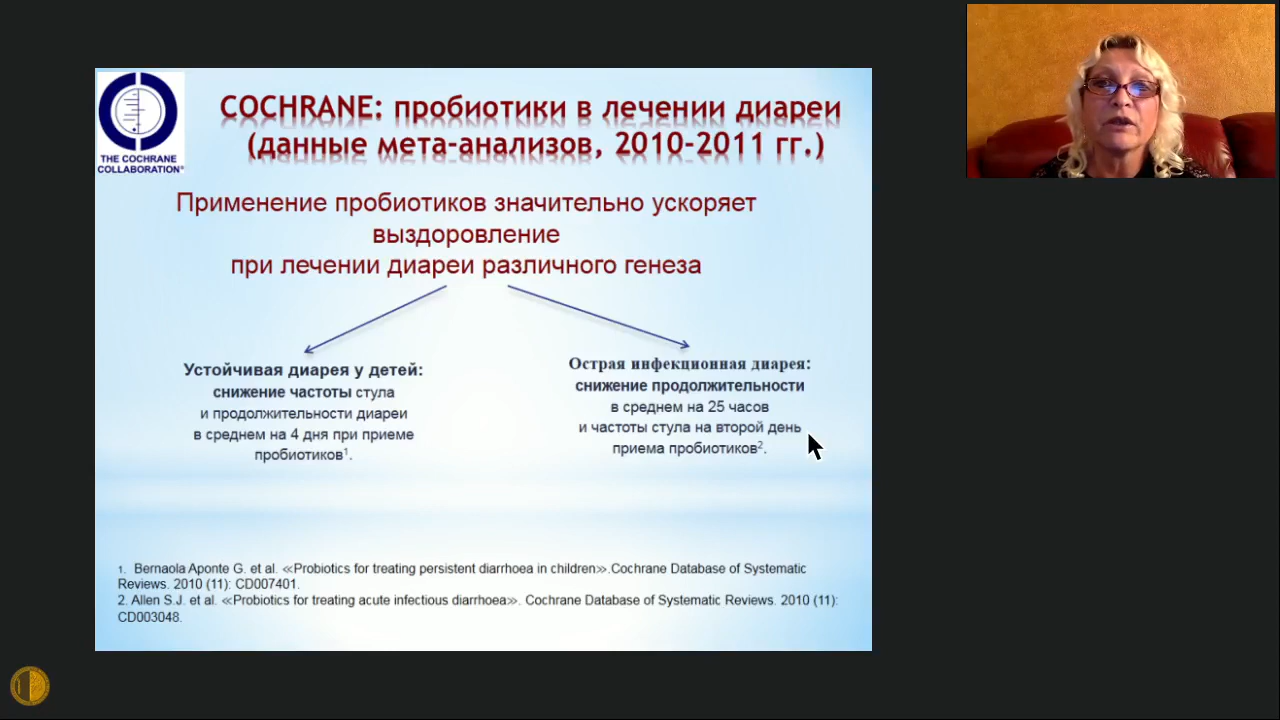 THE COCHRANE
COLLABORATION®
COCHRANE: пробиотики в лечении диареи
(данные мета-анализов, 2010-2011 гг.)
Применение пробиотиков значительно ускоряет
выздоровление
при лечении диареи различного генеза
Устойчивая диарея у детей:
снижение частоты стула
и продолжительности диареи
в среднем на 4 дня при приеме
пробиотиков¹.
Острая инфекционная диарея:
снижение продолжительности
в среднем на 25 часов
и частоты стула на второй день
приема пробиотиков².
1. Bernaola Aponte G. et al. ≪Probiotics for treating persistent diarrhoea in children≫.Cochrane Database of Systematic
Reviews. 2010 (11): CD007401.
2. Allen S.J. et al. ≪Probiotics for treating acute infectious diarrhoea≫. Cochrane Database of Systematic Reviews. 2010 (11):
CD003048.